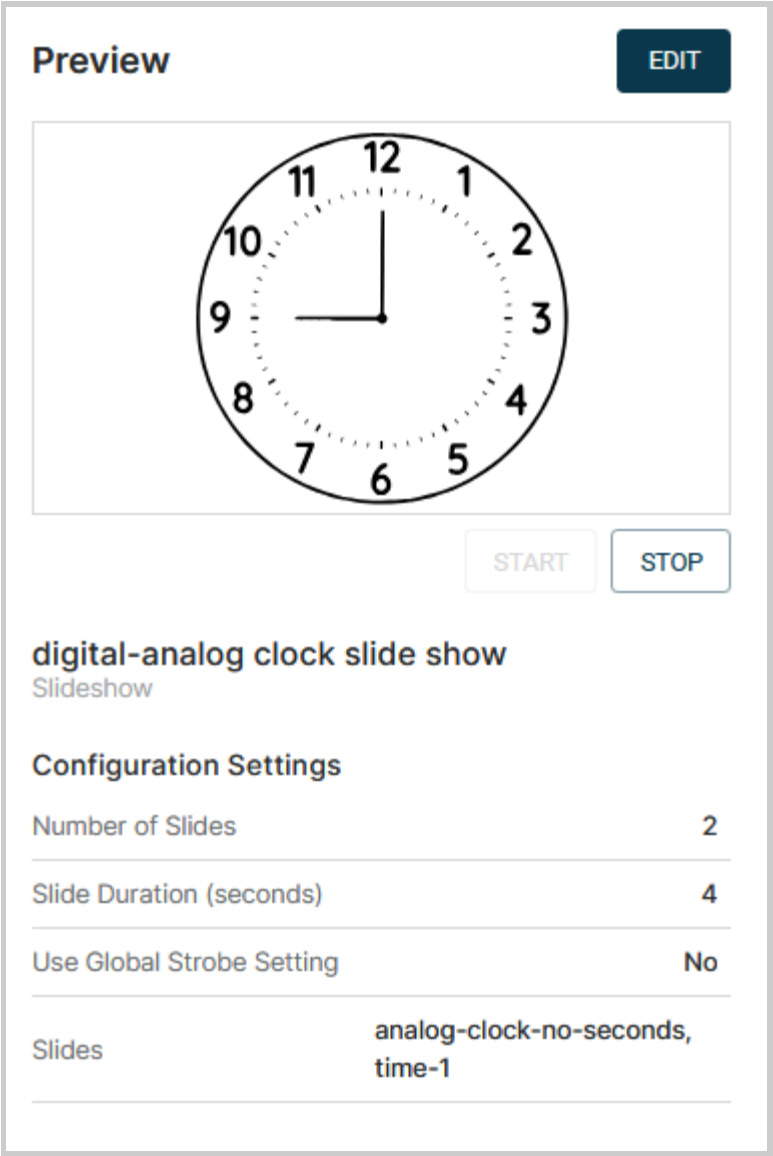 Preview
EDIT
12
11
1
10
2
9
3
8
4
7
5
6
START
STOP
digital-analog clock slide show
Slideshow
Configuration Settings
Number of Slides 2
Slide Duration (seconds) 4
Use Global Strobe Setting No
Slides analog-clock-no-seconds,
time-1